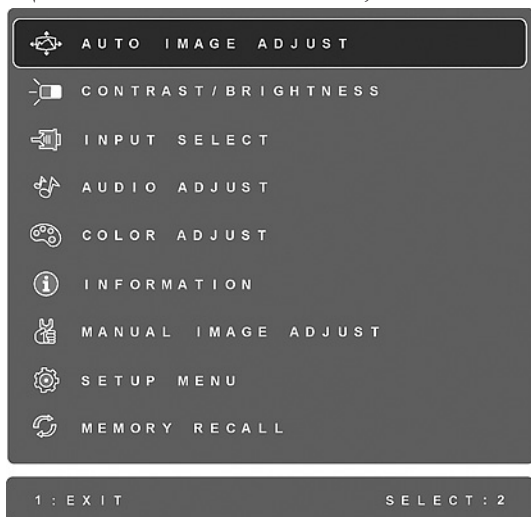 AUTO IMAGE ADJUST
CONTRAST/BRIGHTNESS
INPUT SELECT
AUDIO ADJUST
COLOR ADJUST
INFORMATION
MANUAL IMAGE ADJUST
SETUP MENU
MEMORY RECALL
1:EXIT SELECT:2